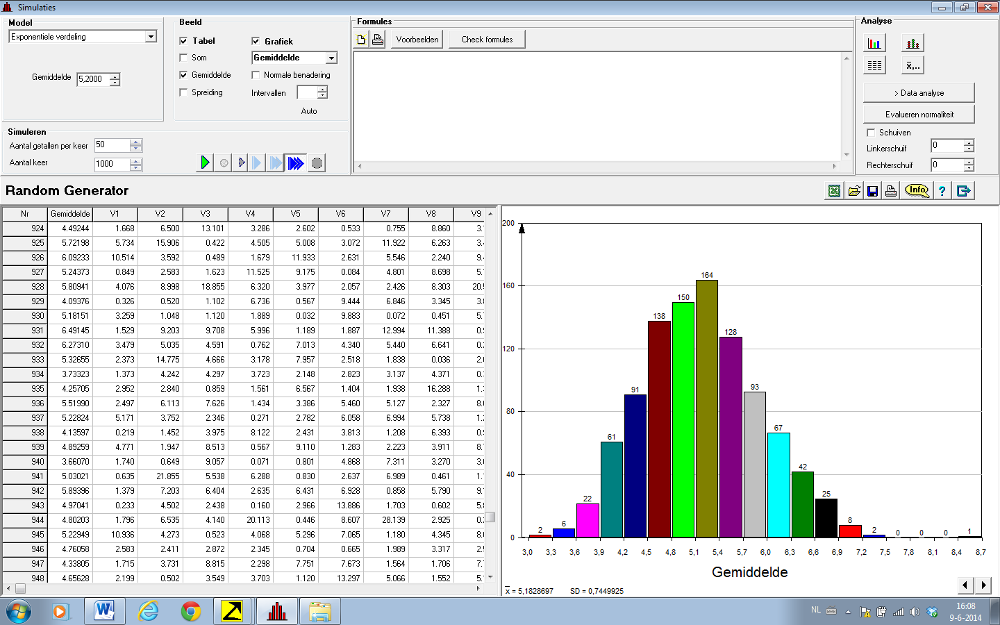 Simulaties
Model
Exponentiele verdeling
Gemiddelde 5,2000
Beeld
Tabel Grafiek
Som Gemiddelde
Gemiddelde Normale benadering
Spreiding Intervallen
Auto
Formules
Voorbeelden Check formules
Analyse
x,..
> Data analyse
Evalueren normaliteit
Schuiven
Linkerschuif 0
Rechterschuif 0
Simuleren
Aantal getallen per keer 50
Aantal keer 1000
Random Generator
Info ?
Nr Gemiddelde V1 V2 V3 V4 V5 V6 V7 V8 V9
924 4.49244 1.668 6.500 13.101 3.286 2.602 0.533 0.755 8.860 3.
925 5.72198 5.734 15.906 0.422 4.505 5.008 3.072 11.922 6.263 3.4
926 6.09233 10.514 3.592 0.489 1.679 11.933 2.631 5.546 2.240 9.4
927 5.24373 0.849 2.583 1.623 11.525 9.175 0.084 4.801 8.698 5.
928 5.80941 4.076 8.998 18.855 6.320 3.977 2.057 2.426 8.303 20.
929 4.09376 0.326 0.520 1.102 6.736 0.567 9.444 6.846 3.345 3.
930 5.18151 3.259 1.048 1.120 1.889 0.032 9.883 0.072 0.451 5.
931 6.49145 1.529 9.203 9.708 5.996 1.189 1.887 12.994 11.388 0.
932 6.27310 3.479 5.035 4.591 0.762 7.013 4.340 5.440 6.641 0.
933 5.32655 2.373 14.775 4.666 3.178 7.957 2.518 1.838 0.036 2.
934 3.73323 1.373 4.242 4.297 3.723 2.148 2.823 3.137 4.371 0.
935 4.25705 2.952 2.840 0.859 1.561 6.567 1.404 1.938 16.288 1.
936 5.51990 2.497 6.113 7.626 1.434 3.386 5.460 5.127 2.327 8.
937 5.22824 5.171 3.752 2.346 0.271 2.782 6.058 6.994 5.738 1.
938 4.13597 0.219 1.452 3.975 8.122 2.431 3.813 1.208 6.393 0.
939 4.89259 4.771 1.947 8.513 0.567 9.110 1.283 2.223 3.911 8.
940 3.66070 1.740 0.649 9.057 0.071 0.801 4.868 7.311 3.270 3.
941 5.03021 0.635 21.855 5.538 6.288 0.830 2.637 6.989 0.461 1.
942 5.89396 1.379 7.203 6.404 2.635 6.431 6.928 0.858 5.790 9.
943 4.97041 0.233 4.502 2.438 0.160 2.966 13.886 1.703 0.602 5.
944 4.80203 1.796 6.535 4.140 20.113 0.446 8.607 28.139 2.925 0.
945 5.22949 10.936 4.273 0.523 4.068 5.296 7.065 1.180 4.345 8.
946 4.76058 2.583 2.411 2.872 2.345 0.704 0.665 1.989 3.317 2.
947 4.33805 1.715 3.731 8.815 2.298 7.751 7.673 1.564 1.706 7.
948 4.65628 2.199 0.502 3.549 3.703 1.120 13.297 5.066 1.552 5.
200
160
120
80
40
0
2 6 22 61 91 138 150 164 128 93 67 42 25 8 2 0 0 0 1
3,0 3,3 3,6 3,9 4,2 4,5 4,8 5,1 5,4 5,7 6,0 6,3 6,6 6,9 7,2 7,5 7,8 8,1 8,4 8,7
Gemiddelde
x = 5,1828697 SD = 0,7449925
NL
16:08
9-6-2014